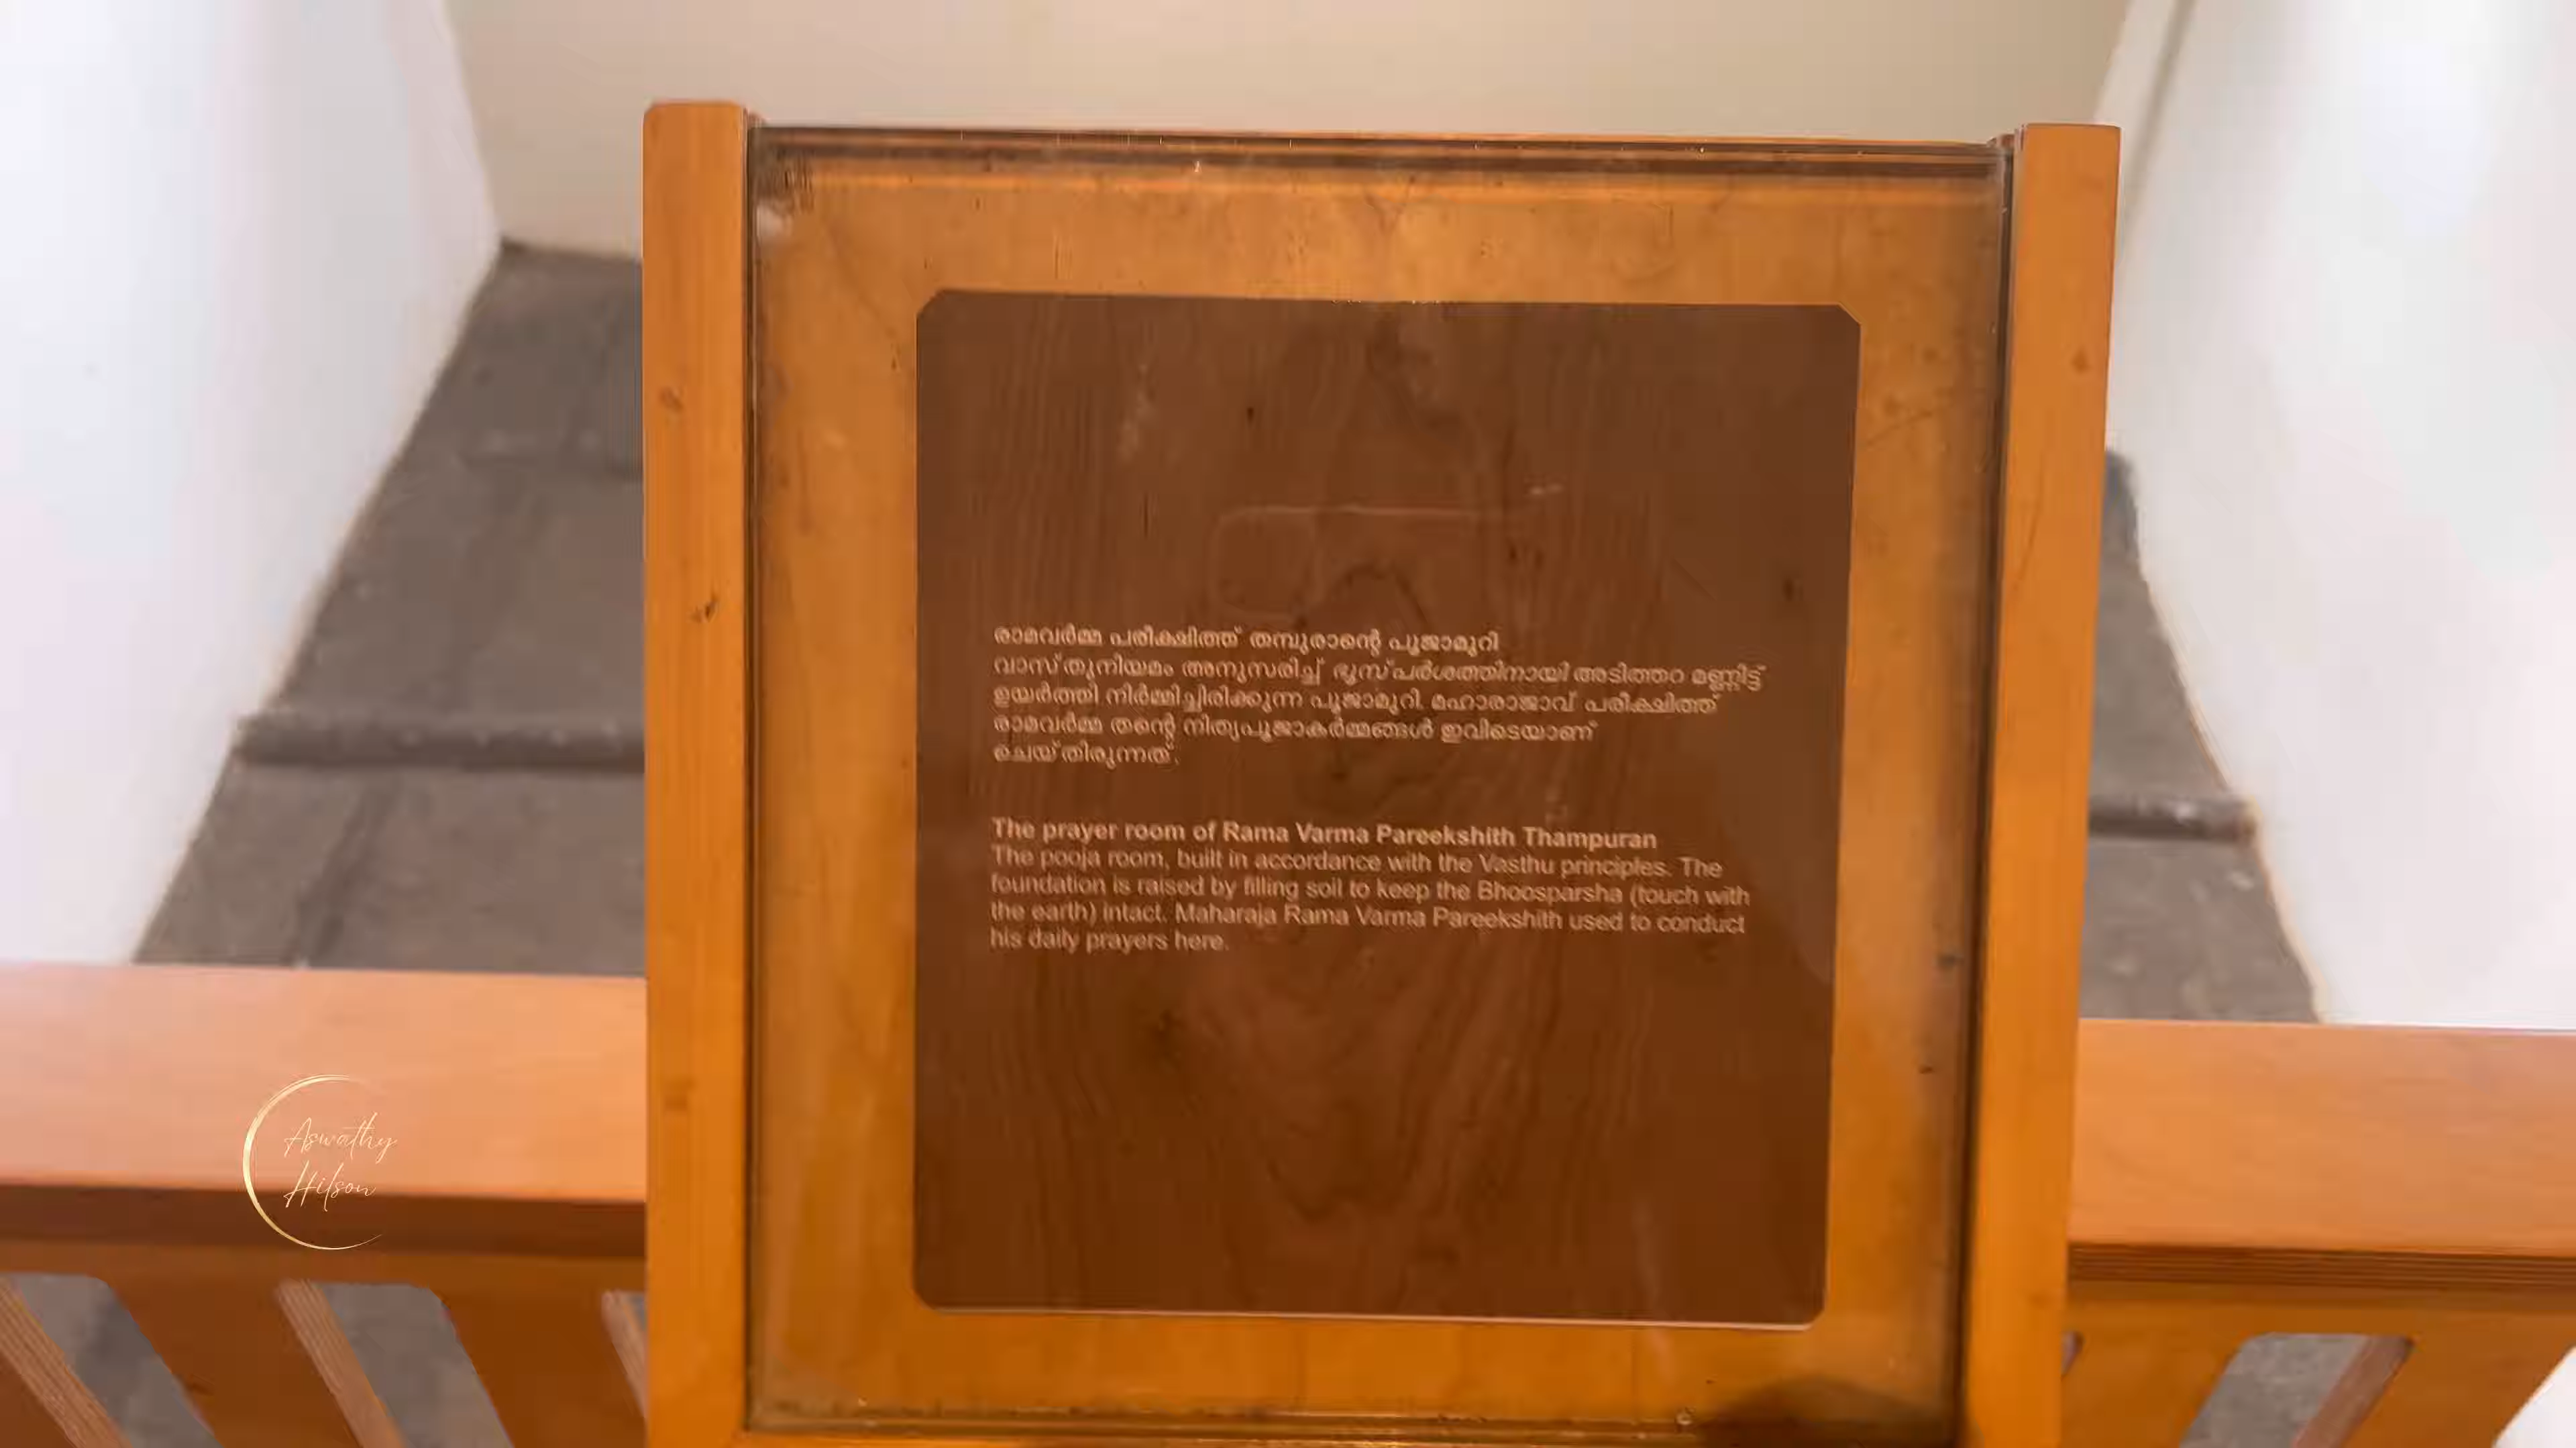 രാമവർമ്മ പരീക്ഷിത്ത് തമ്പുരാന്റെ പൂജാമുറി
വാസ്തുനിയമം അനുസരിച്ച് ഭൂസ്പർശത്തിനായി അടിത്തറ മണ്ണിട്ട്
ഉയർത്തി നിർമ്മിച്ചിരിക്കുന്ന പൂജാമുറി. മഹാരാജാവ് പരീക്ഷിത്ത്
രാമവർമ്മ തന്റെ നിത്യപൂജാകർമ്മങ്ങൾ ഇവിടെയാണ്
ചെയ്തിരുന്നത്.
The prayer room of Rama Varma Pareekshith Thampuran
The pooja room, built in accordance with the Vasthu principles. The
foundation is raised by filling soil to keep the Bhoosparsha (touch with
the earth) intact. Maharaja Rama Varma Pareekshith used to conduct
his daily prayers here.
Aswathy
Hilson